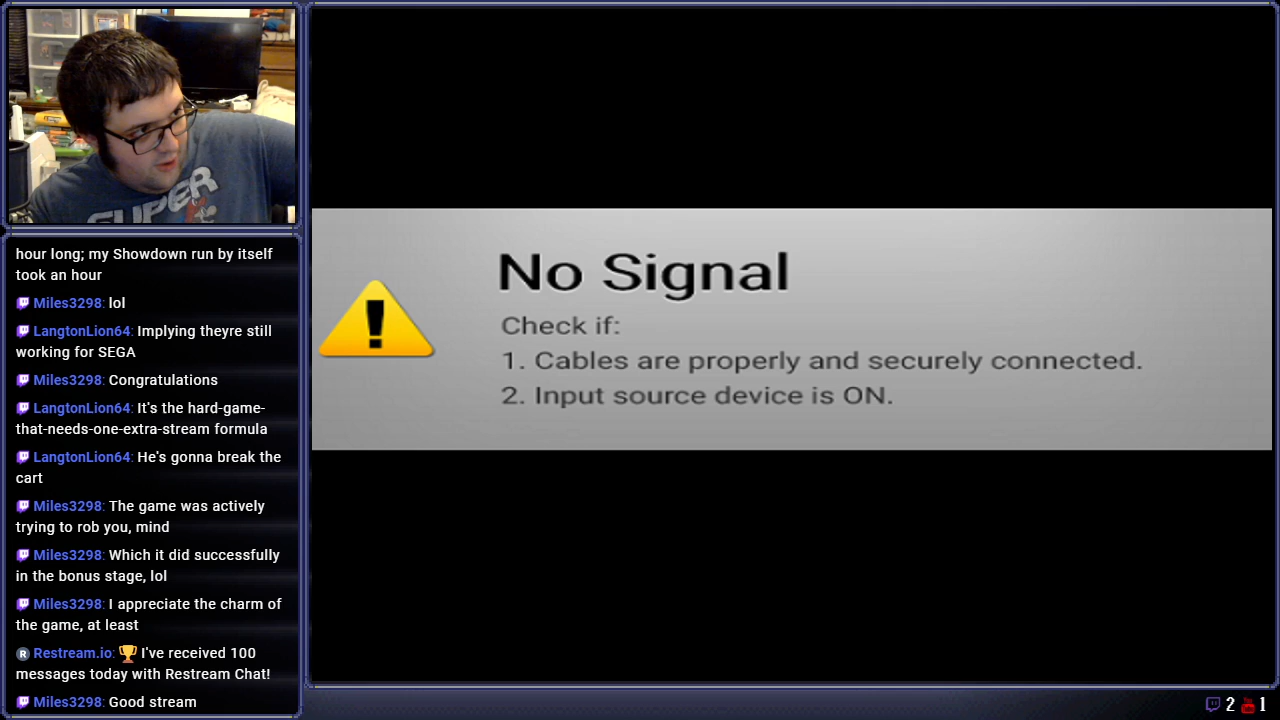 SUPER
hour long; my Showdown run by itself
took an hour
Miles3298: lol
LangtonLion64: Implying theyre still
working for SEGA
Miles3298: Congratulations
LangtonLion64: It's the hard-game-
that-needs-one-extra-stream formula
LangtonLion64: He's gonna break the
cart
Miles3298: The game was actively
trying to rob you, mind
Miles3298: Which it did successfully
in the bonus stage, lol
Miles3298: I appreciate the charm of
the game, at least
R Restream.io: 🏆 I've received 100
messages today with Restream Chat!
Miles3298: Good stream
No Signal
Check if:
1. Cables are properly and securely connected.
2. Input source device is ON.
2 1